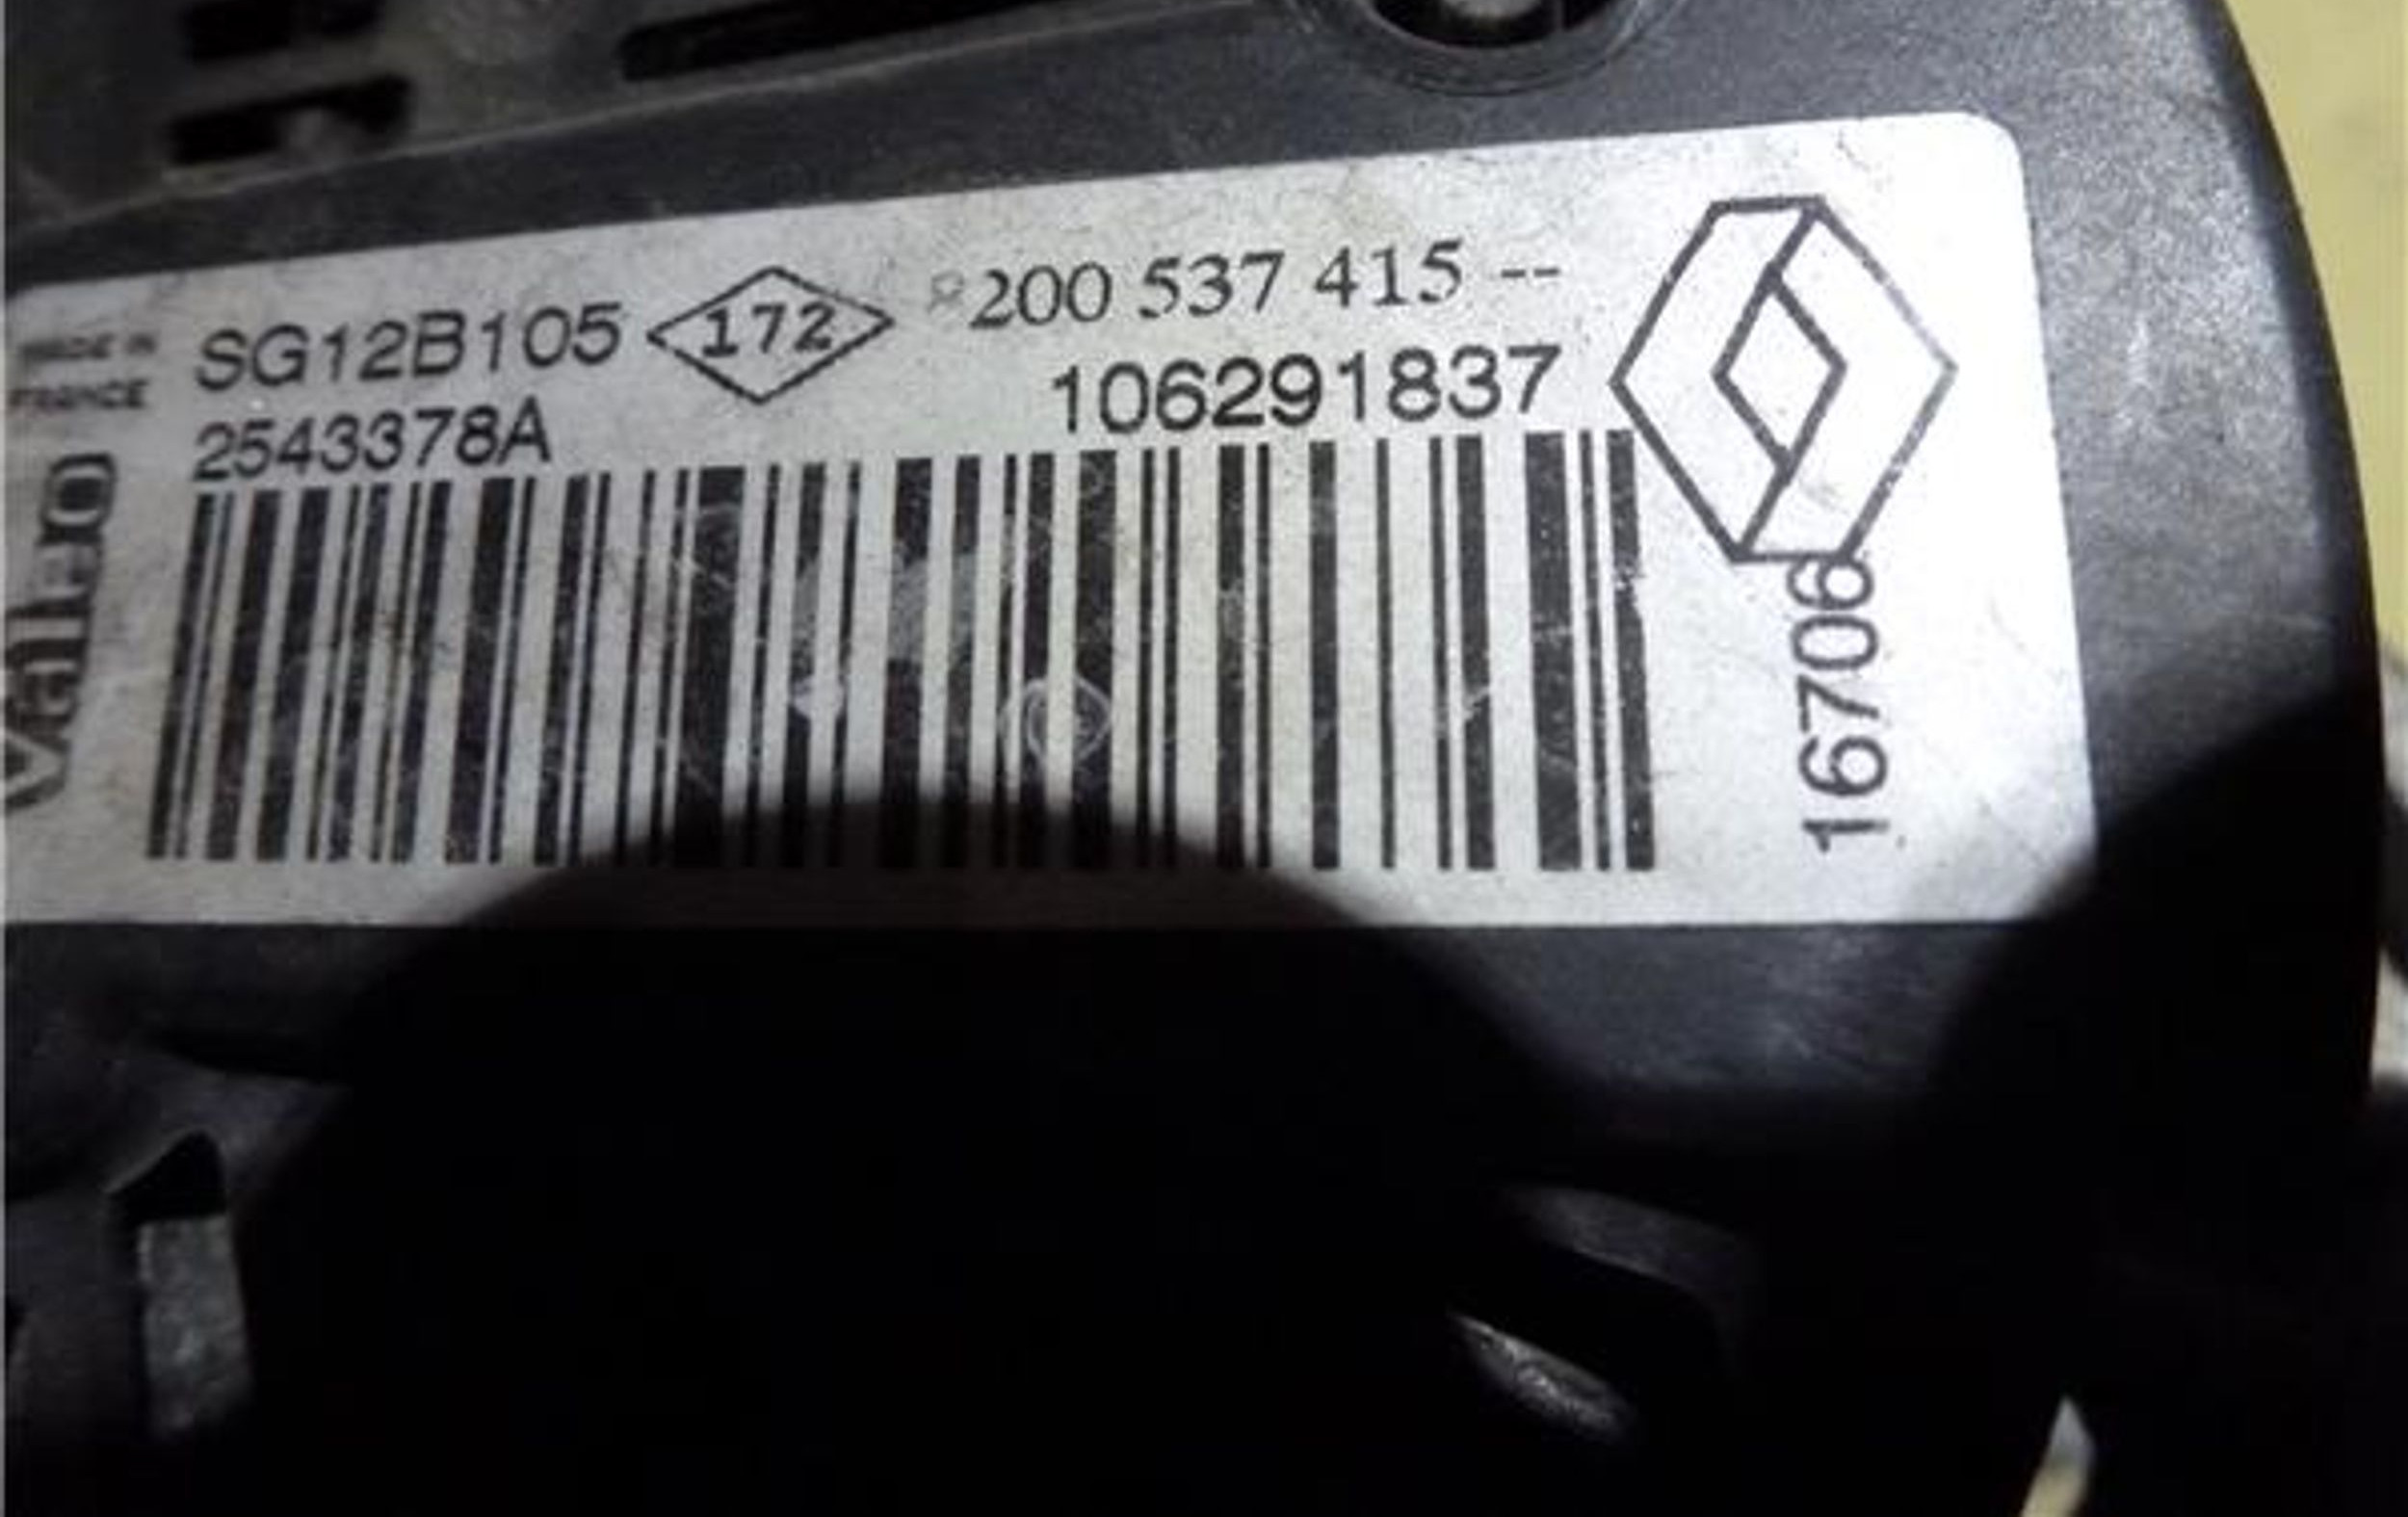 MADE IN
FRANCE
Valeo
SG12B105 172 8200 537 415 --
2543378A 106291837
16706